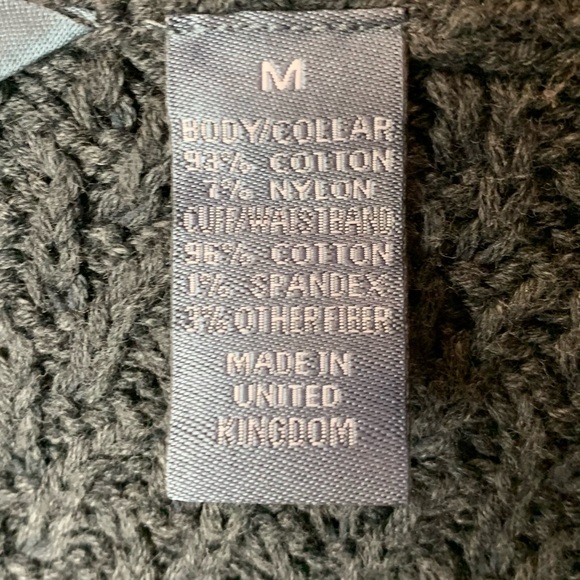 M
BODY/COLLAR
93% COTTON
7% NYLON
CUFF/WAISTBAND
96% COTTON
1% SPANDEX
3% OTHER FIBER
MADE IN
UNITED
KINGDOM